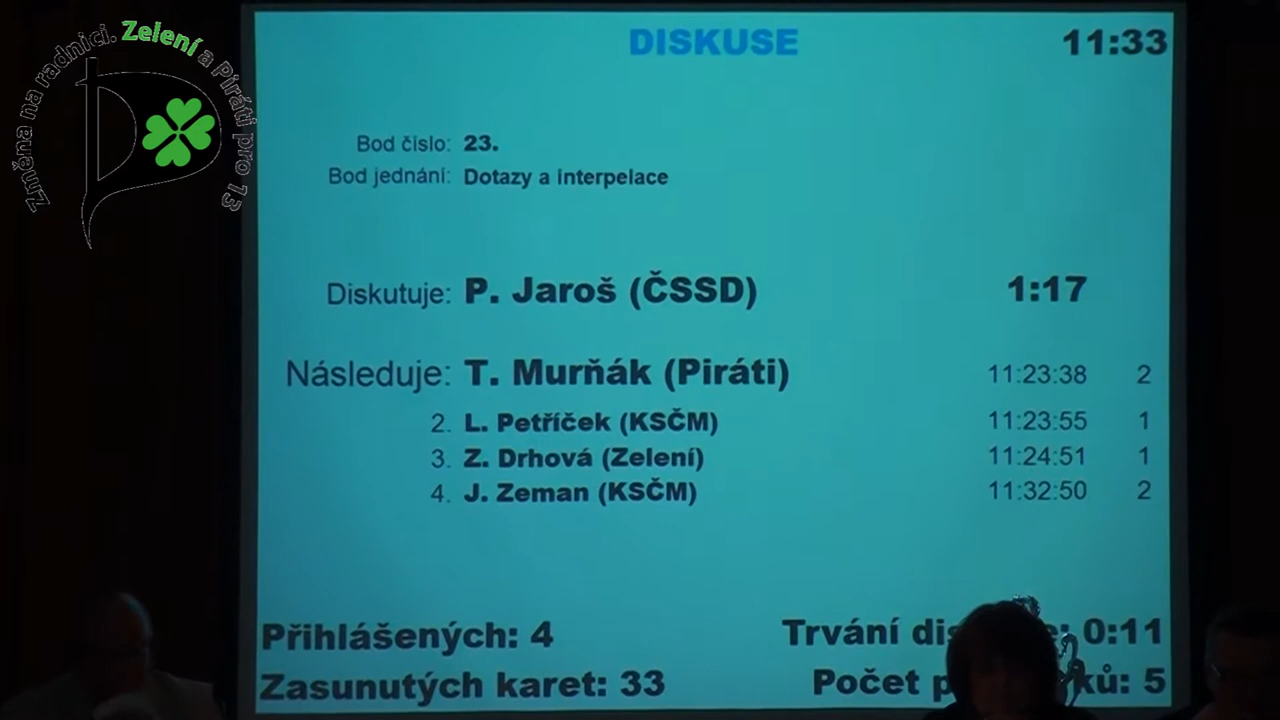 Změna na radnici. Zelení a Piráti pro 13
DISKUSE 11:33
Bod číslo: 23.
Bod jednání: Dotazy a interpelace
Diskutuje: P. Jaroš (ČSSD) 1:17
Následuje: T. Murňák (Piráti) 11:23:38 2
2. L. Petříček (KSČM) 11:23:55 1
3. Z. Drhová (Zelení) 11:24:51 1
4. J. Zeman (KSČM) 11:32:50 2
Přihlášených: 4 Trvání 0:11
Zasunutých karet: 33 Počet 5